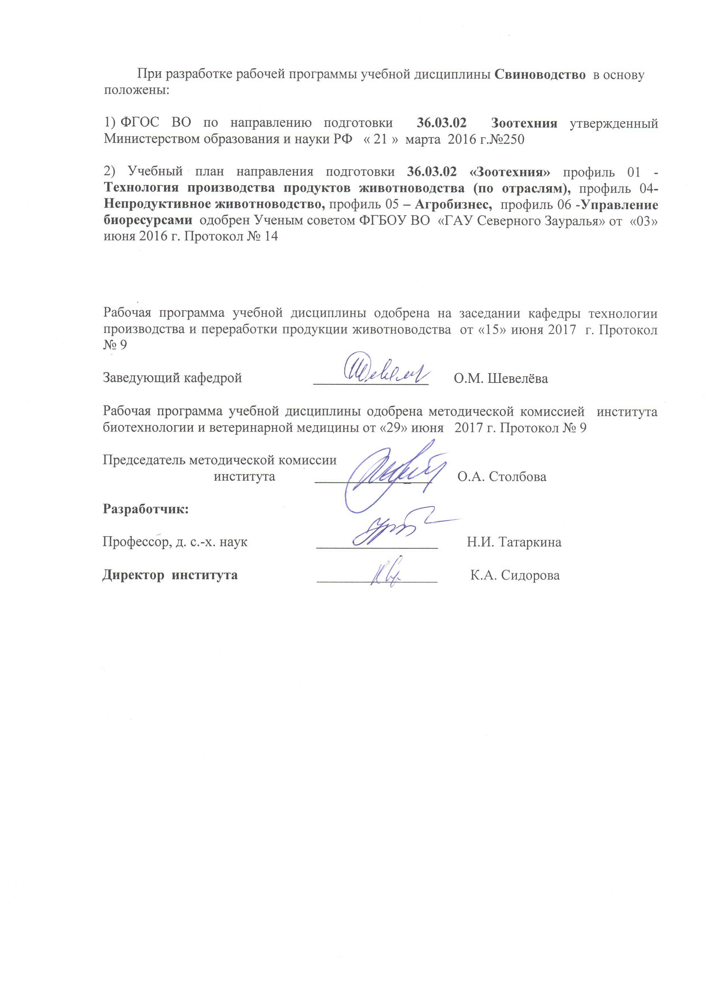 При разработке рабочей программы учебной дисциплины Свиноводство в основу
положены:
1) ФГОС ВО по направлению подготовки 36.03.02 Зоотехния утвержденный
Министерством образования и науки РФ « 21 » марта 2016 г.№250
2) Учебный план направления подготовки 36.03.02 «Зоотехния» профиль 01 -
Технология производства продуктов животноводства (по отраслям), профиль 04-
Непродуктивное животноводство, профиль 05 – Агробизнес, профиль 06 -Управление
биоресурсами одобрен Ученым советом ФГБОУ ВО «ГАУ Северного Зауралья» от «03»
июня 2016 г. Протокол № 14
Рабочая программа учебной дисциплины одобрена на заседании кафедры технологии
производства и переработки продукции животноводства от «15» июня 2017 г. Протокол
№ 9
Заведующий кафедрой О.М. Шевелёва
Рабочая программа учебной дисциплины одобрена методической комиссией института
биотехнологии и ветеринарной медицины от «29» июня 2017 г. Протокол № 9
Председатель методической комиссии
института О.А. Столбова
Разработчик:
Профессор, д. с.-х. наук Н.И. Татаркина
Директор института К.А. Сидорова